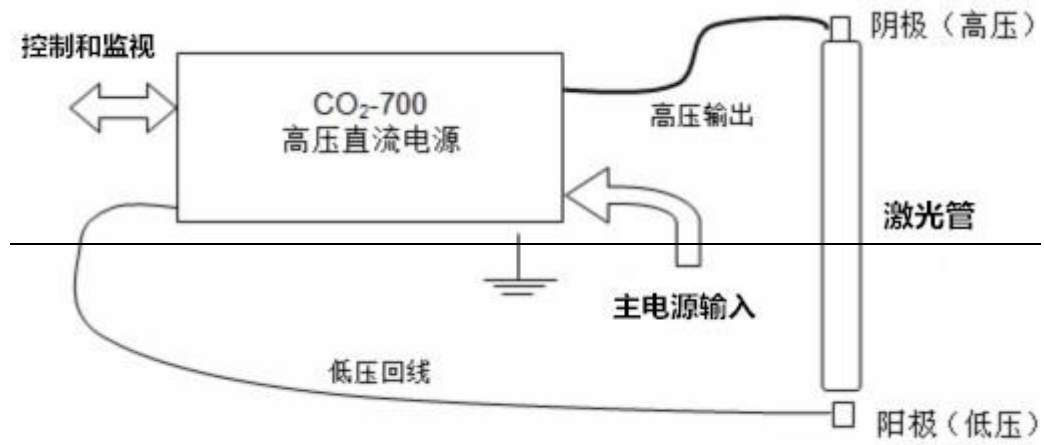 阴极（高压）
控制和监视
CO₂-700
高压直流电源
高压输出
激光管
主电源输入
低压回线
阳极（低压）